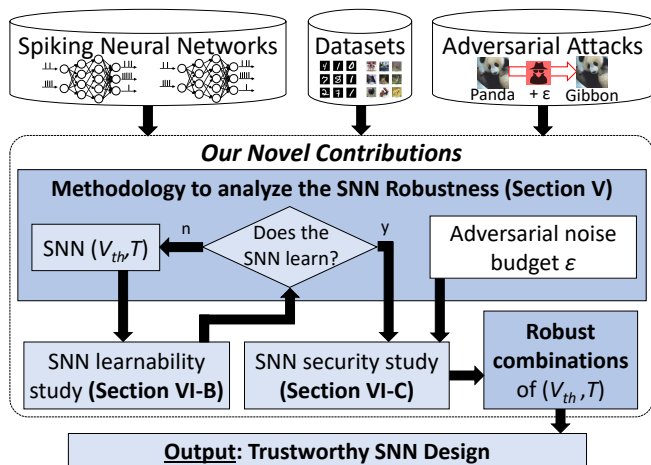 Spiking Neural Networks
Datasets
Adversarial Attacks
Panda + ε Gibbon
Our Novel Contributions
Methodology to analyze the SNN Robustness (Section V)
SNN (Vth,T)
n
Does the
SNN learn?
y
Adversarial noise
budget ε
SNN learnability
study (Section VI-B)
SNN security study
(Section VI-C)
Robust
combinations
of (Vth ,T)
Output: Trustworthy SNN Design